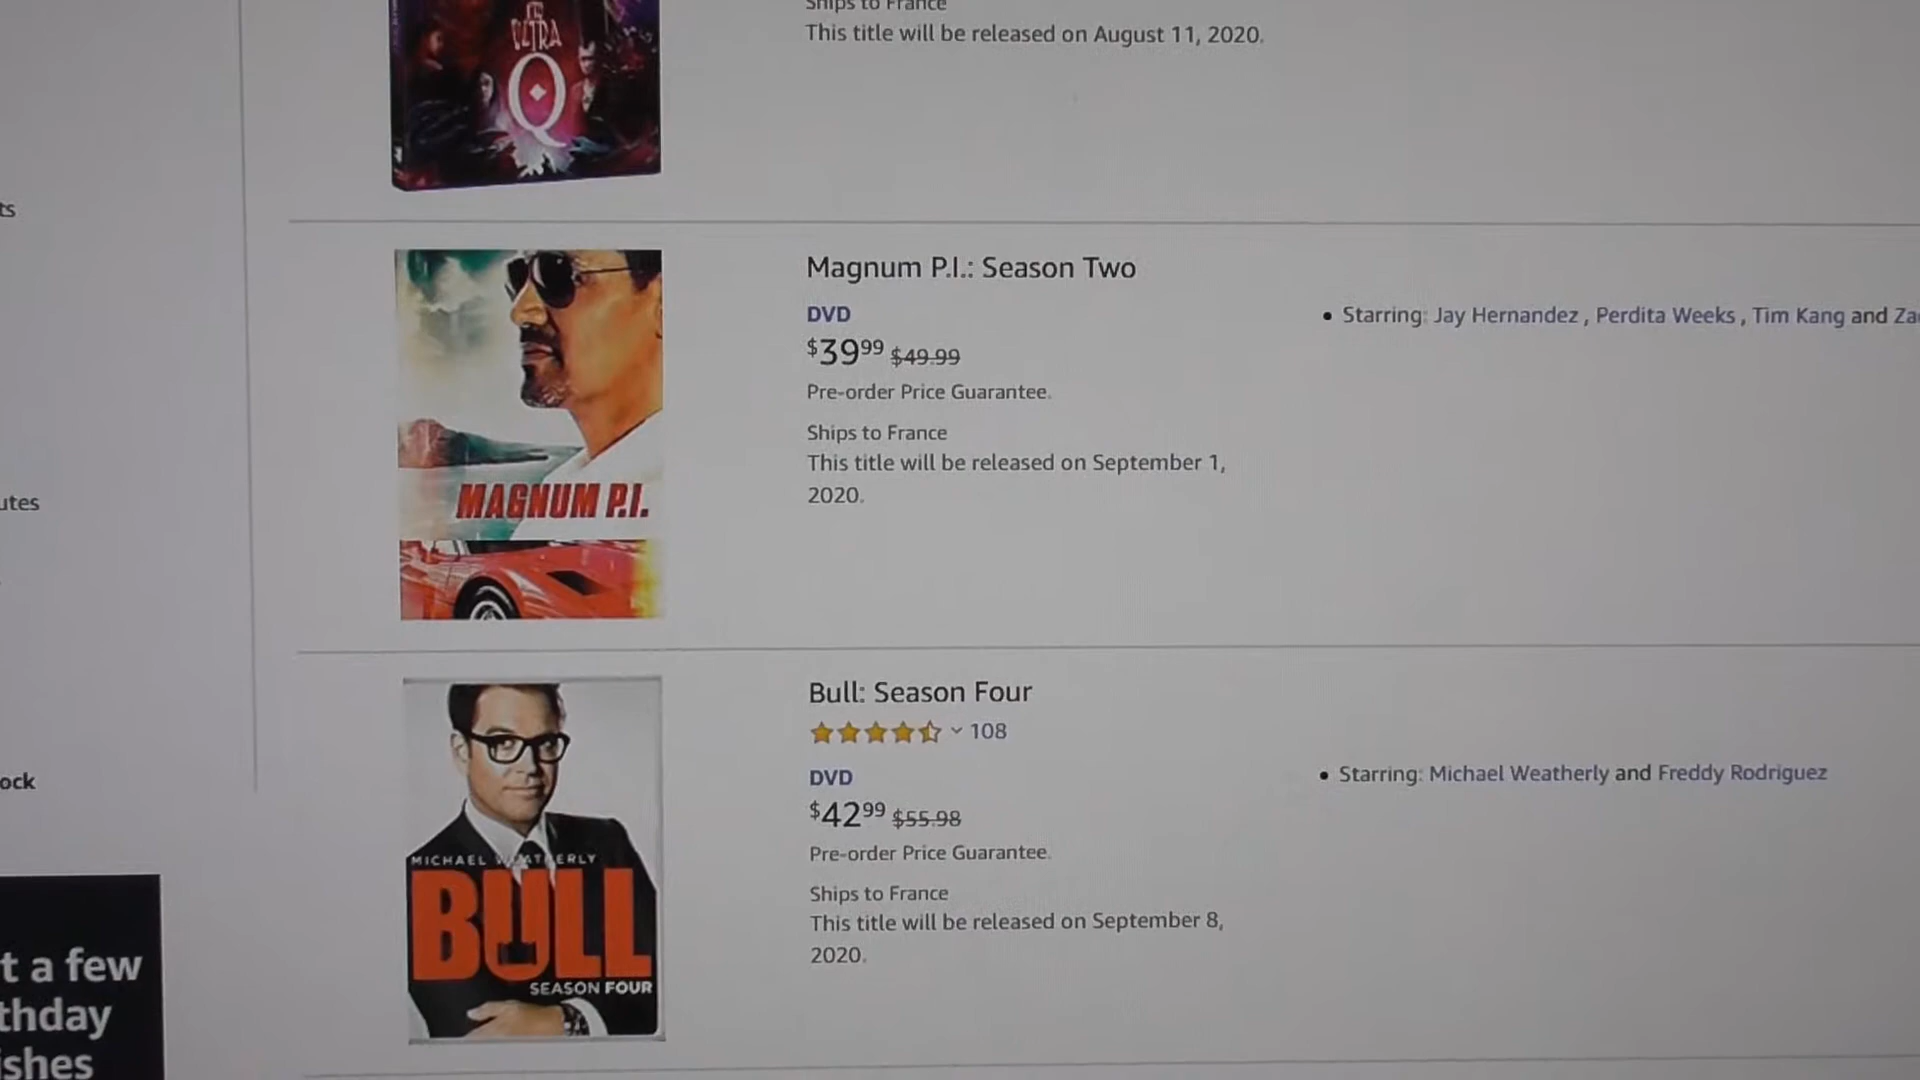 Ships to France
This title will be released on August 11, 2020.
ULTRA
Q
ts
Magnum P.I.: Season Two
DVD
$39.99 $49.99
Pre-order Price Guarantee.
Ships to France
This title will be released on September 1,
2020.
Starring: Jay Hernandez , Perdita Weeks , Tim Kang and Za
MAGNUM P.I.
utes
Bull: Season Four
108
DVD
$42.99 $55.98
Pre-order Price Guarantee.
Ships to France
This title will be released on September 8,
2020.
Starring: Michael Weatherly and Freddy Rodriguez
MICHAEL WEATHERLY
BULL
SEASON FOUR
ock
t a few
thday
ishes